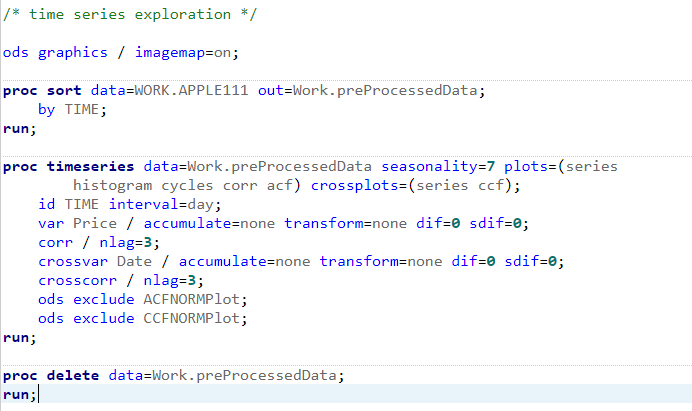 /* time series exploration */
ods graphics / imagemap=on;
proc sort data=WORK.APPLE111 out=Work.preProcessedData;
by TIME;
run;
proc timeseries data=Work.preProcessedData seasonality=7 plots=(series
histogram cycles corr acf) crossplots=(series ccf);
id TIME interval=day;
var Price / accumulate=none transform=none dif=0 sdif=0;
corr / nlag=3;
crossvar Date / accumulate=none transform=none dif=0 sdif=0;
crosscorr / nlag=3;
ods exclude ACFNORMPlot;
ods exclude CCFNORMPlot;
run;
proc delete data=Work.preProcessedData;
run;